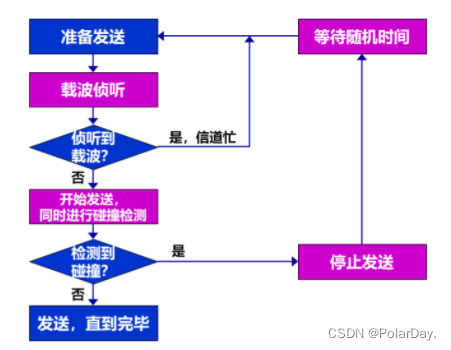 准备发送
等待随机时间
载波侦听
侦听到
载波？
是，信道忙
否
开始发送，
同时进行碰撞检测
检测到
碰撞？
是
停止发送
否
发送，直到完毕
CSDN @PolarDay.